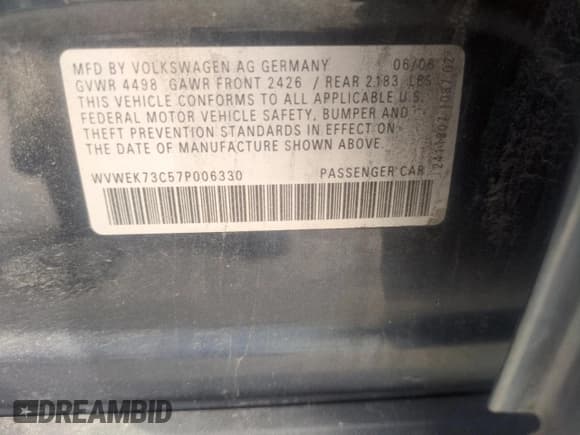 MFD BY VOLKSWAGEN AG GERMANY 06/06
GVWR 4498 GAWR FRONT 2426 / REAR 2183 LBS
THIS VEHICLE CONFORMS TO ALL APPLICABLE U.S.
FEDERAL MOTOR VEHICLE SAFETY, BUMPER AND
THEFT PREVENTION STANDARDS IN EFFECT ON
THE DATE OF MANUFACTURE SHOWN ABOVE.
WVWEK73C57P006330 PASSENGER CAR
DREAMBID